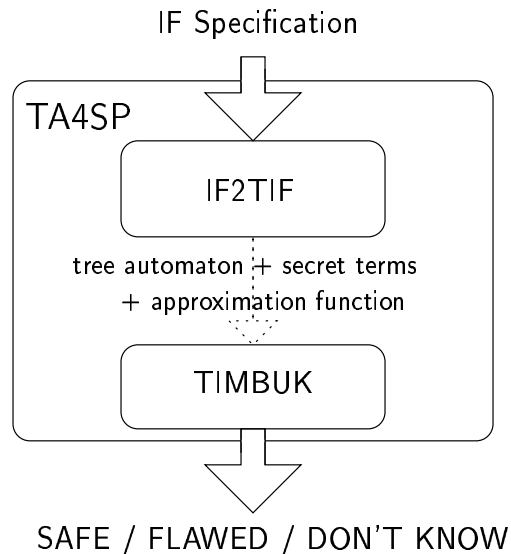 IF Specification
TA4SP
IF2TIF
tree automaton + secret terms
+ approximation function
TIMBUK
SAFE / FLAWED / DON'T KNOW